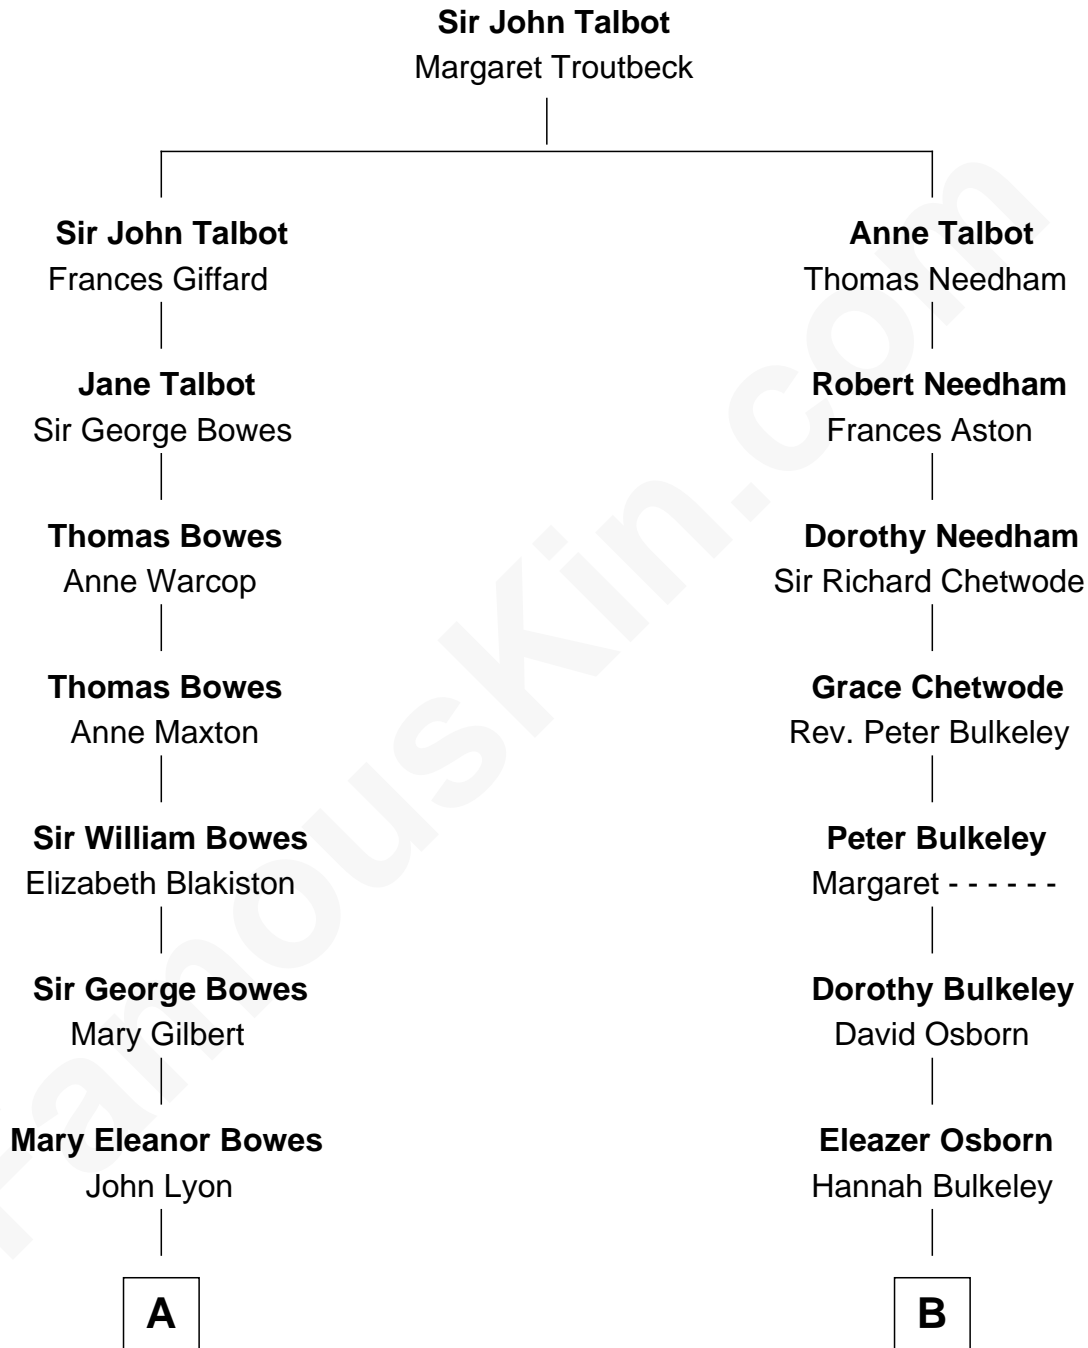 Sir John Talbot
Margaret Troutbeck
Sir John Talbot
Frances Giffard
Anne Talbot
Thomas Needham
Jane Talbot
Sir George Bowes
Robert Needham
Frances Aston
Thomas Bowes
Anne Warcop
Dorothy Needham
Sir Richard Chetwode
Thomas Bowes
Anne Maxton
Grace Chetwode
Rev. Peter Bulkeley
Sir William Bowes
Elizabeth Blakiston
Peter Bulkeley
Margaret - - - - - -
Sir George Bowes
Mary Gilbert
Dorothy Bulkeley
David Osborn
Mary Eleanor Bowes
John Lyon
Eleazer Osborn
Hannah Bulkeley
A
B
FamousKin.com